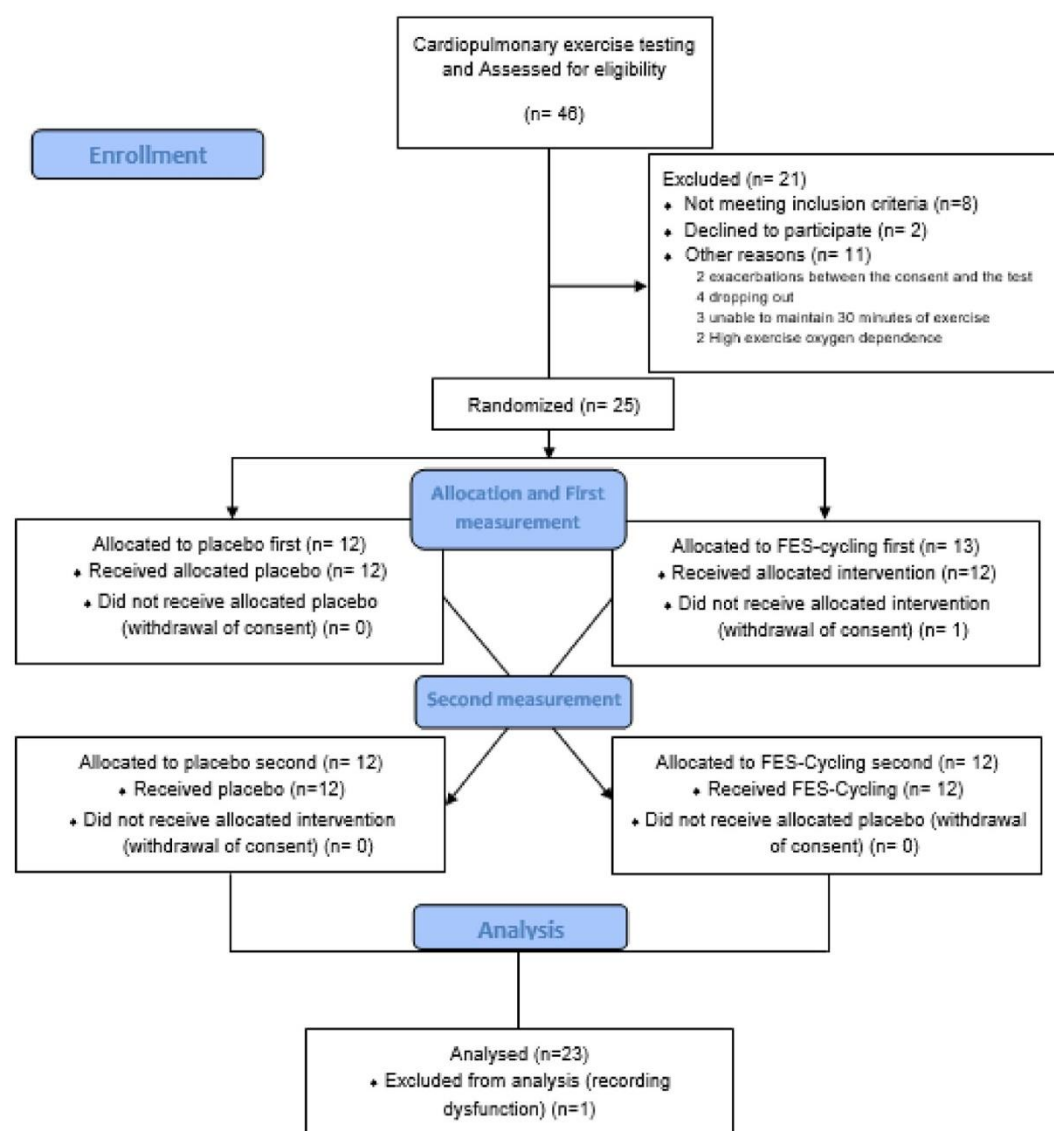 Cardiopulmonary exercise testing
and Assessed for eligibility
(n= 46)
Enrollment
Excluded (n= 21)
♦ Not meeting inclusion criteria (n=8)
♦ Declined to participate (n= 2)
♦ Other reasons (n= 11)
2 exacerbations between the consent and the test
4 dropping out
3 unable to maintain 30 minutes of exercise
2 High exercise oxygen dependence
Randomized (n= 25)
Allocation and First
measurement
Allocated to placebo first (n= 12)
♦ Received allocated placebo (n= 12)
♦ Did not receive allocated placebo
(withdrawal of consent) (n= 0)
Allocated to FES-cycling first (n= 13)
♦ Received allocated intervention (n=12)
♦ Did not receive allocated intervention
(withdrawal of consent) (n= 1)
Second measurement
Allocated to placebo second (n= 12)
♦ Received placebo (n=12)
♦ Did not receive allocated intervention
(withdrawal of consent) (n= 0)
Allocated to FES-Cycling second (n= 12)
♦ Received FES-Cycling (n= 12)
♦ Did not receive allocated placebo (withdrawal
of consent) (n= 0)
Analysis
Analysed (n=23)
♦ Excluded from analysis (recording
dysfunction) (n=1)